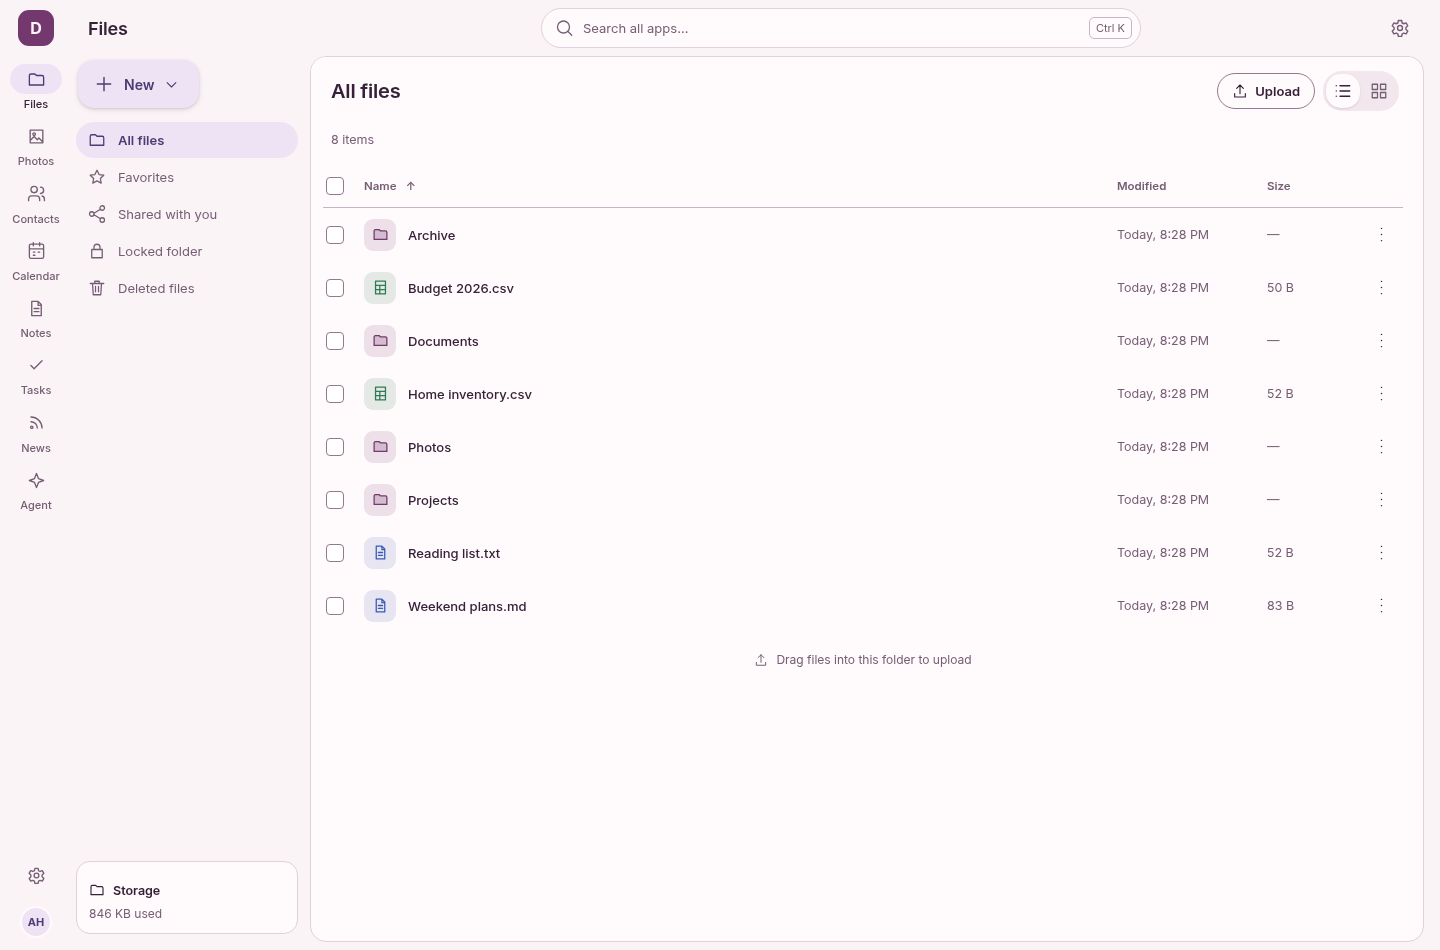 D
Files
Search all apps...
Ctrl K
Files
Photos
Contacts
Calendar
Notes
Tasks
News
Agent
AH
New
All files
Favorites
Shared with you
Locked folder
Deleted files
Storage
846 KB used
All files
Upload
8 items
Name Modified Size
Archive Today, 8:28 PM —
Budget 2026.csv Today, 8:28 PM 50 B
Documents Today, 8:28 PM —
Home inventory.csv Today, 8:28 PM 52 B
Photos Today, 8:28 PM —
Projects Today, 8:28 PM —
Reading list.txt Today, 8:28 PM 52 B
Weekend plans.md Today, 8:28 PM 83 B
Drag files into this folder to upload